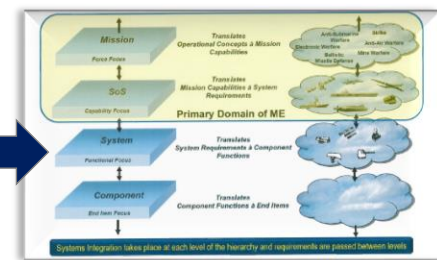 Mission
Force Focus
Translates
Operational Concepts à Mission
Capabilities
Anti-Submarine
Warfare
Strike
Electronic Warfare
Anti-Air Warfare
Ballistic
Missile Defense
Mine Warfare
SoS
Capability Focus
Translates
Mission Capabilities à System
Requirements
Primary Domain of ME
System
Functional Focus
Translates
System Requirements à Component
Functions
Component
End Item Focus
Translates
Component Functions à End Items
Systems Integration takes place at each level of the hierarchy and requirements are passed between levels